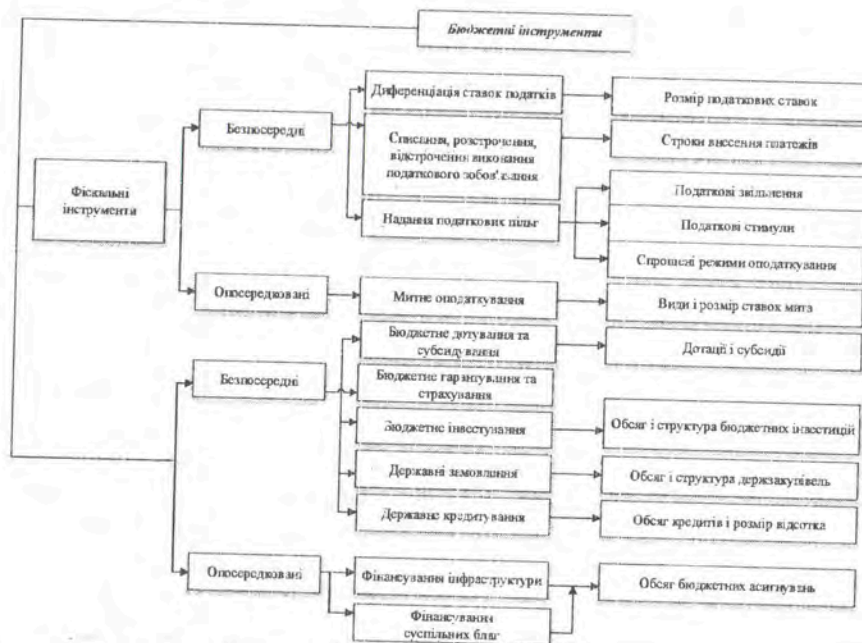 Бюджетні інструменти
Фіскальні
інструменти
Безпосередні
Диференціація ставок податків
Розмір податкових ставок
Списання, розстрочення,
відстрочення виконання
податкового зобов'язання
Строки внесення платежів
Надання податкових пільг
Податкові звільнення
Податкові стимули
Спрощені режими оподаткування
Опосередковані
Митне оподаткування
Види і розмір ставок мита
Безпосередні
Бюджетне дотування та
субсидування
Дотації і субсидії
Бюджетне гарантування та
страхування
Бюджетне інвестування
Обсяг і структура бюджетних інвестицій
Державні замовлення
Обсяг і структура держзакупівель
Державне кредитування
Обсяг кредитів і розмір відсотка
Опосередковані
Фінансування інфраструктури
Обсяг бюджетних асигнувань
Фінансування
суспільних благ